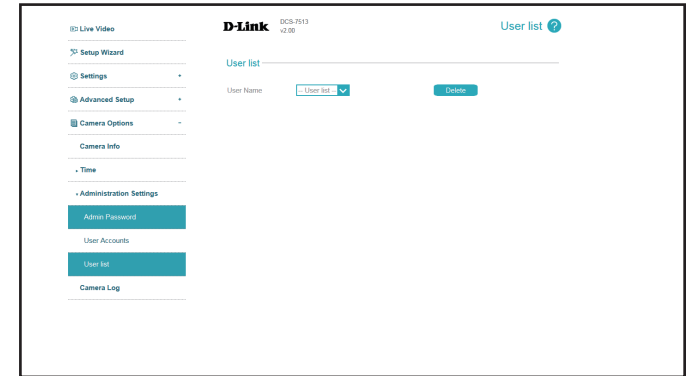 Live Video
Setup Wizard
Settings +
Advanced Setup +
Camera Options -
Camera Info
Time
Administration Settings
Admin Password
User Accounts
User list
Camera Log
D-Link DCS-7513
v2.00
User list ?
User list
User Name -- User list -- Delete